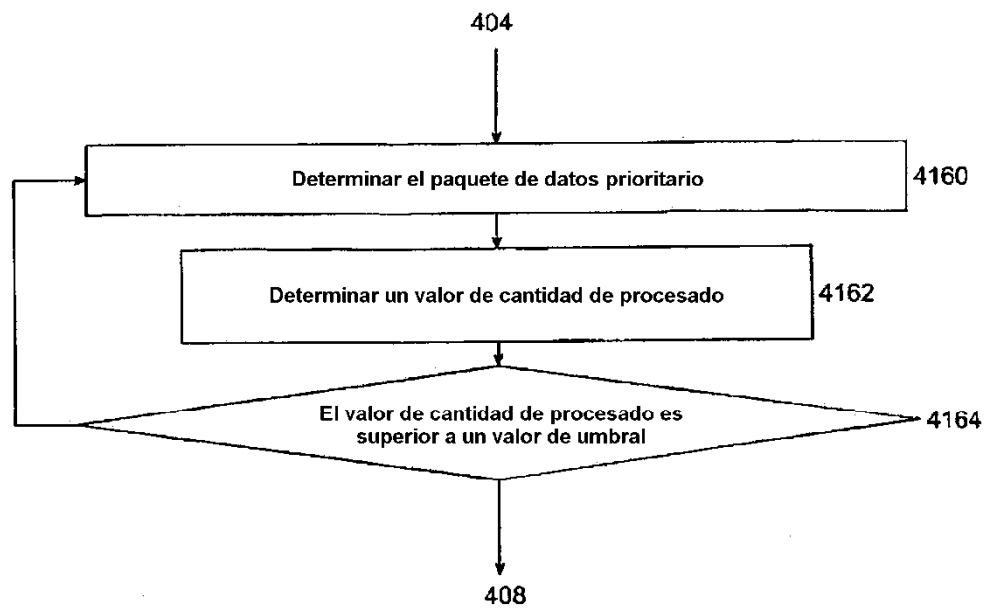 404
Determinar el paquete de datos prioritario
4160
Determinar un valor de cantidad de procesado
4162
El valor de cantidad de procesado es
superior a un valor de umbral
4164
408